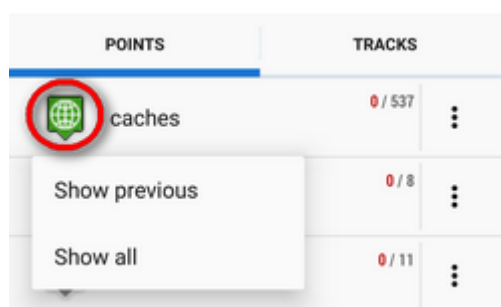 POINTS TRACKS
caches 0 / 537
Show previous 0 / 8
Show all 0 / 11